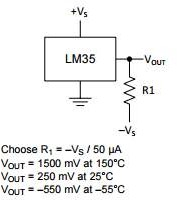 +Vs
LM35
VOUT
R1
–Vs
Choose R1 = –Vs / 50 µA
VOUT = 1500 mV at 150°C
VOUT = 250 mV at 25°C
VOUT = –550 mV at –55°C